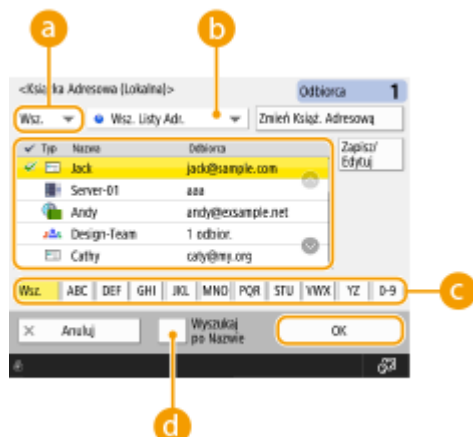 a
b
<Książka Adresowa (Lokalna)>
Odbiorca 1
Wsz.
Wsz. Listy Adr.
Zmień Książ. Adresową
Typ Nazwa Odbiorca
Zapisz/
Edytuj
Jack jack@sample.com
Server-01 aaa
Andy andy@exsample.net
Design-Team 1 odbior.
Cathy caty@my.org
Wsz. ABC DEF GHI JKL MNO PQR STU VWX YZ 0-9
c
Anuluj
Wyszukaj
po Nazwie
OK
d